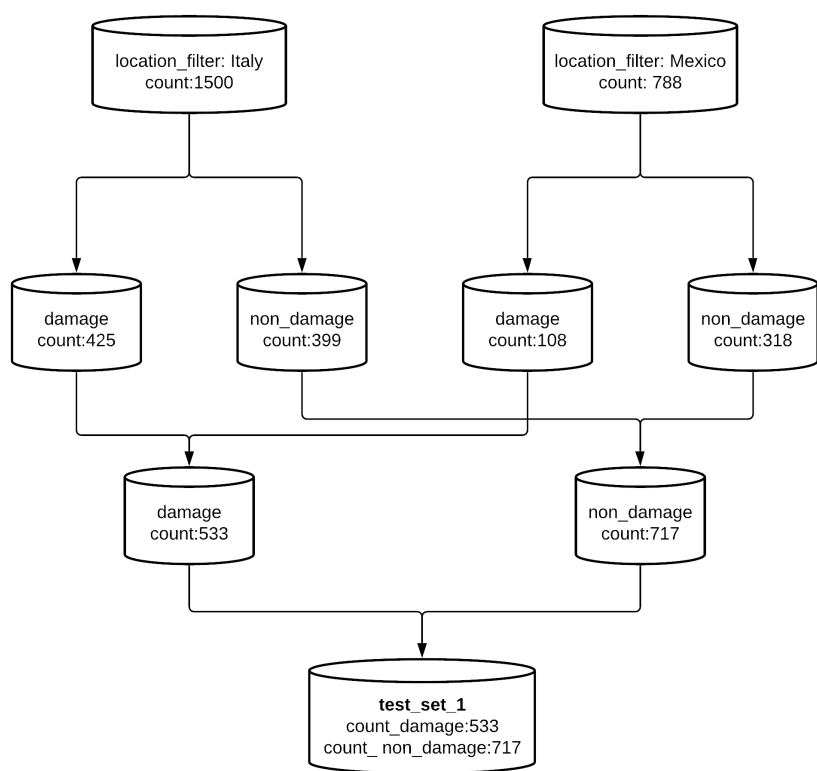 location_filter: Italy
count:1500
location_filter: Mexico
count: 788
damage
count:425
non_damage
count:399
damage
count:108
non_damage
count:318
damage
count:533
non_damage
count:717
test_set_1
count_damage:533
count_ non_damage:717